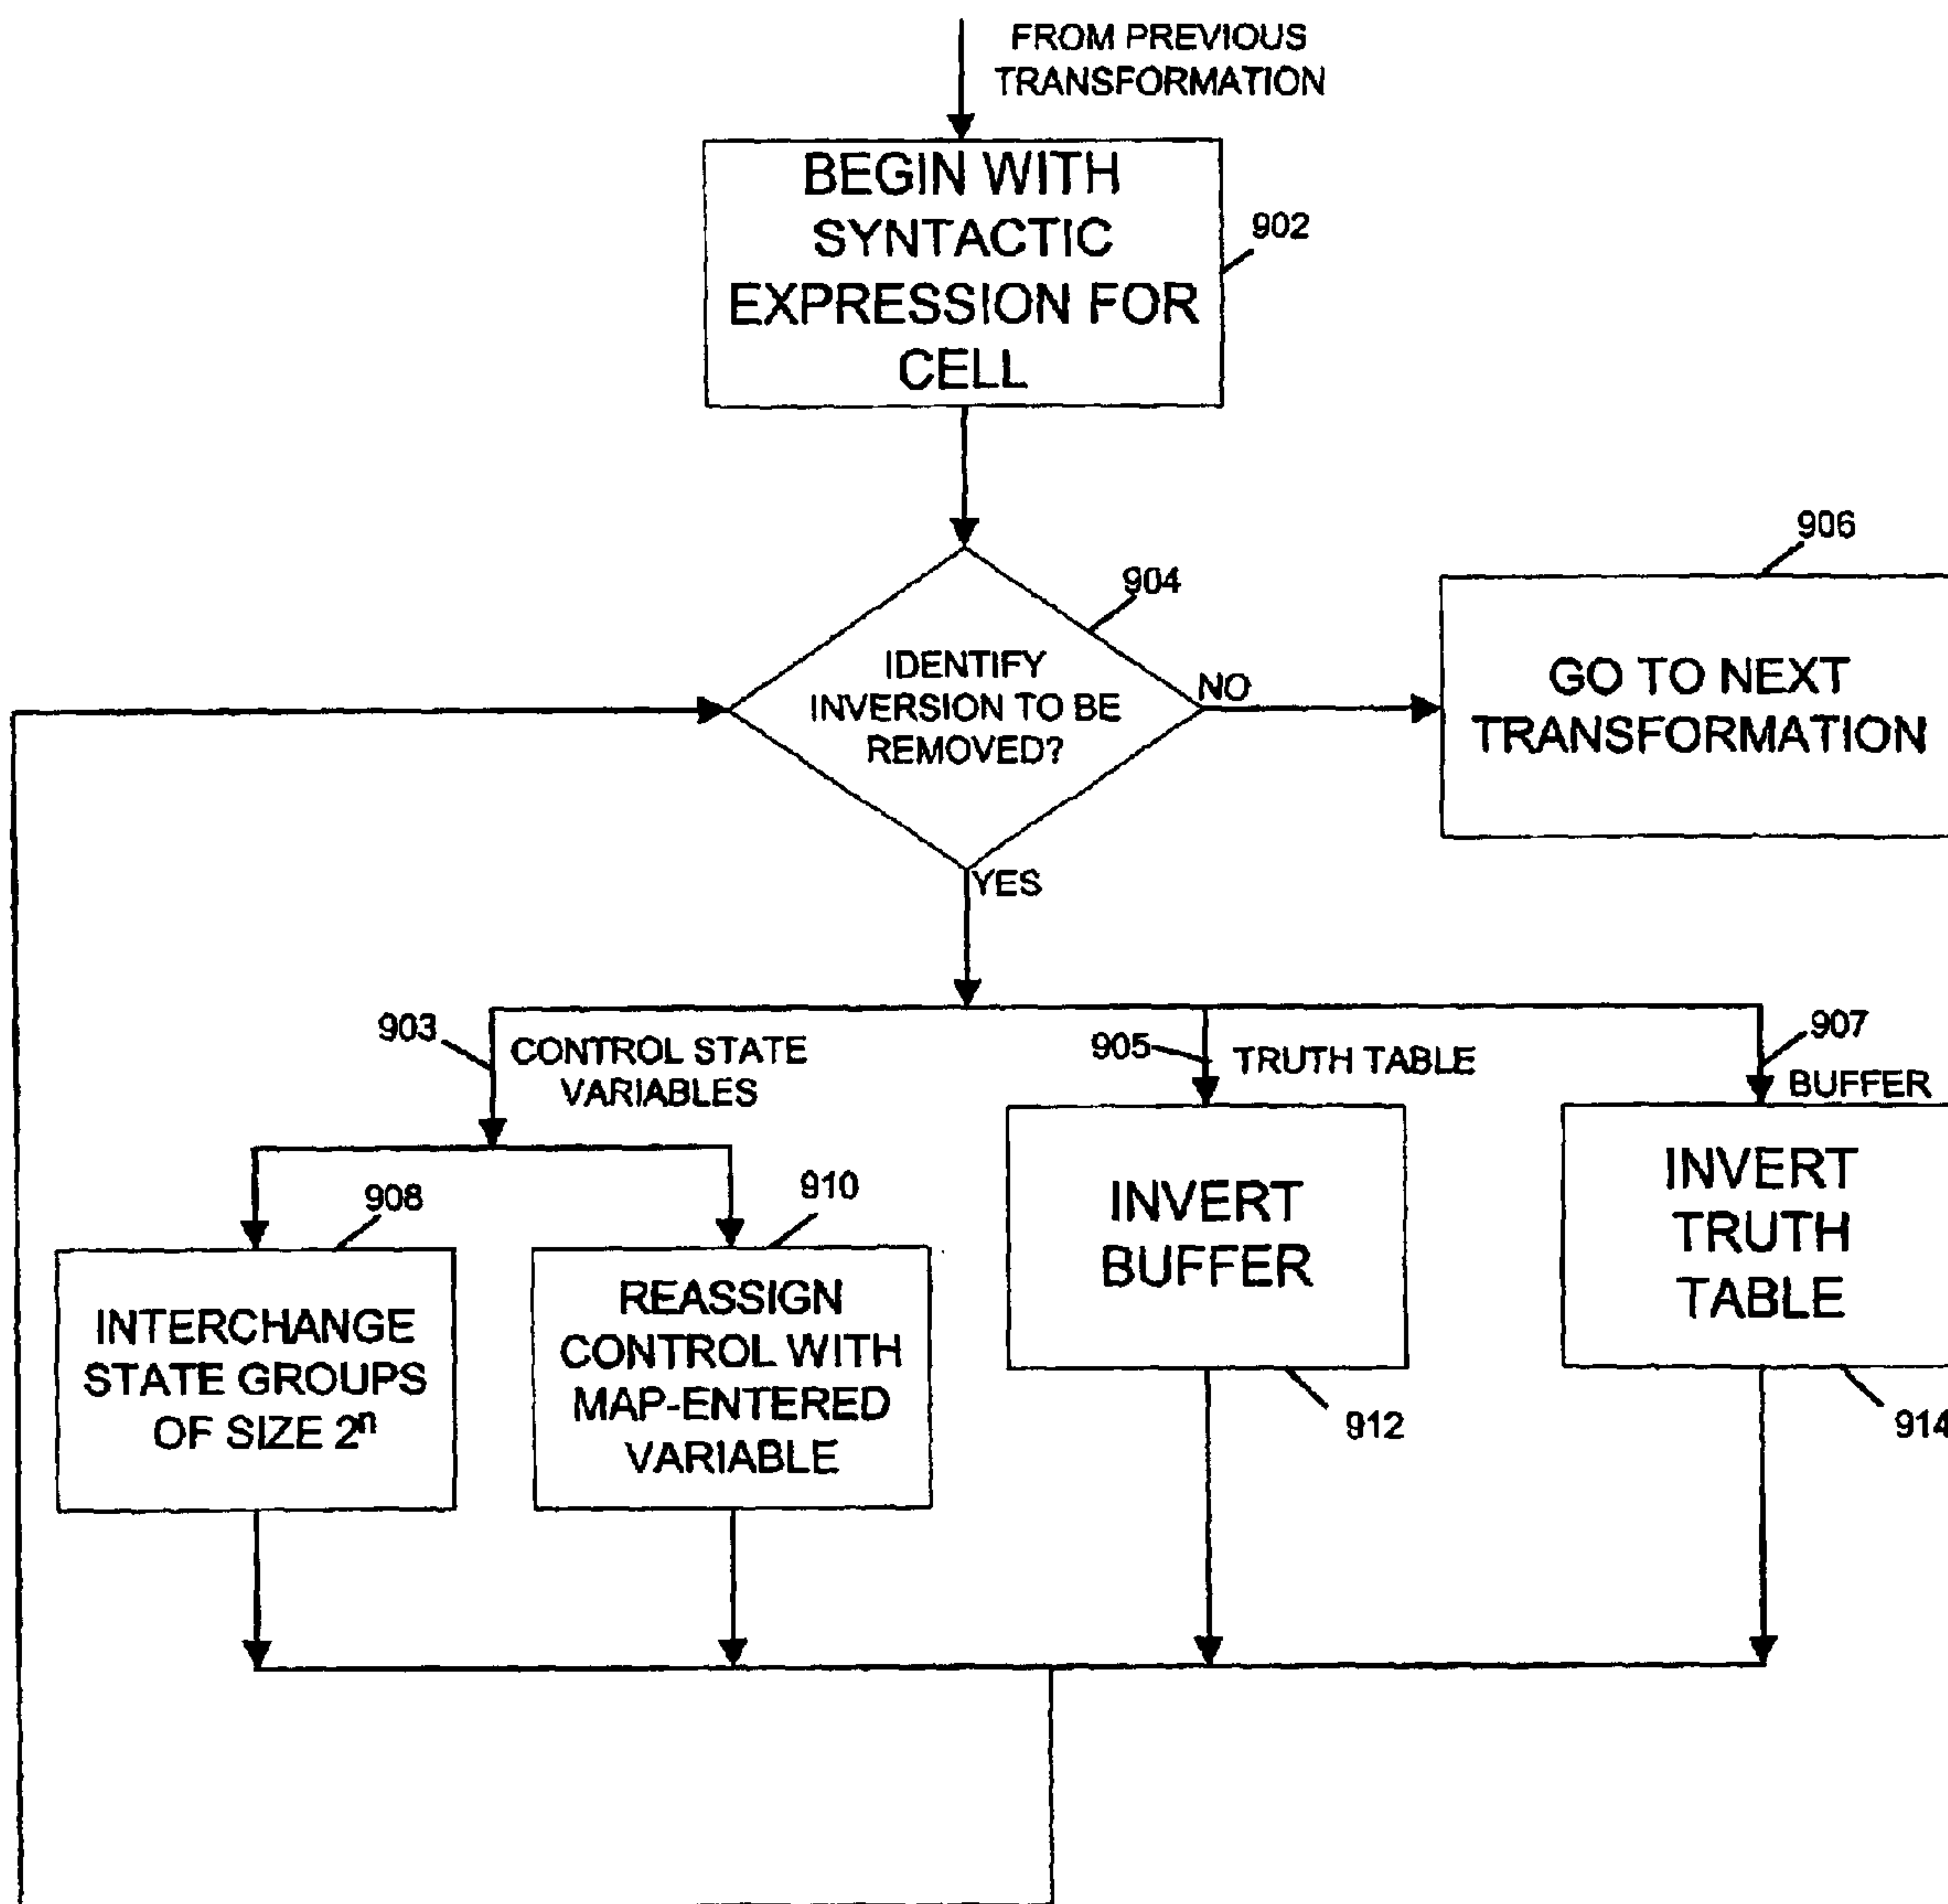 FROM PREVIOUS
TRANSFORMATION
BEGIN WITH
SYNTACTIC
EXPRESSION FOR
CELL
902
904
IDENTIFY
INVERSION TO BE
REMOVED?
NO
YES
906
GO TO NEXT
TRANSFORMATION
903
CONTROL STATE
VARIABLES
905
TRUTH TABLE
907
BUFFER
908
INTERCHANGE
STATE GROUPS
OF SIZE 2ⁿ
910
REASSIGN
CONTROL WITH
MAP-ENTERED
VARIABLE
INVERT
BUFFER
912
INVERT
TRUTH
TABLE
914